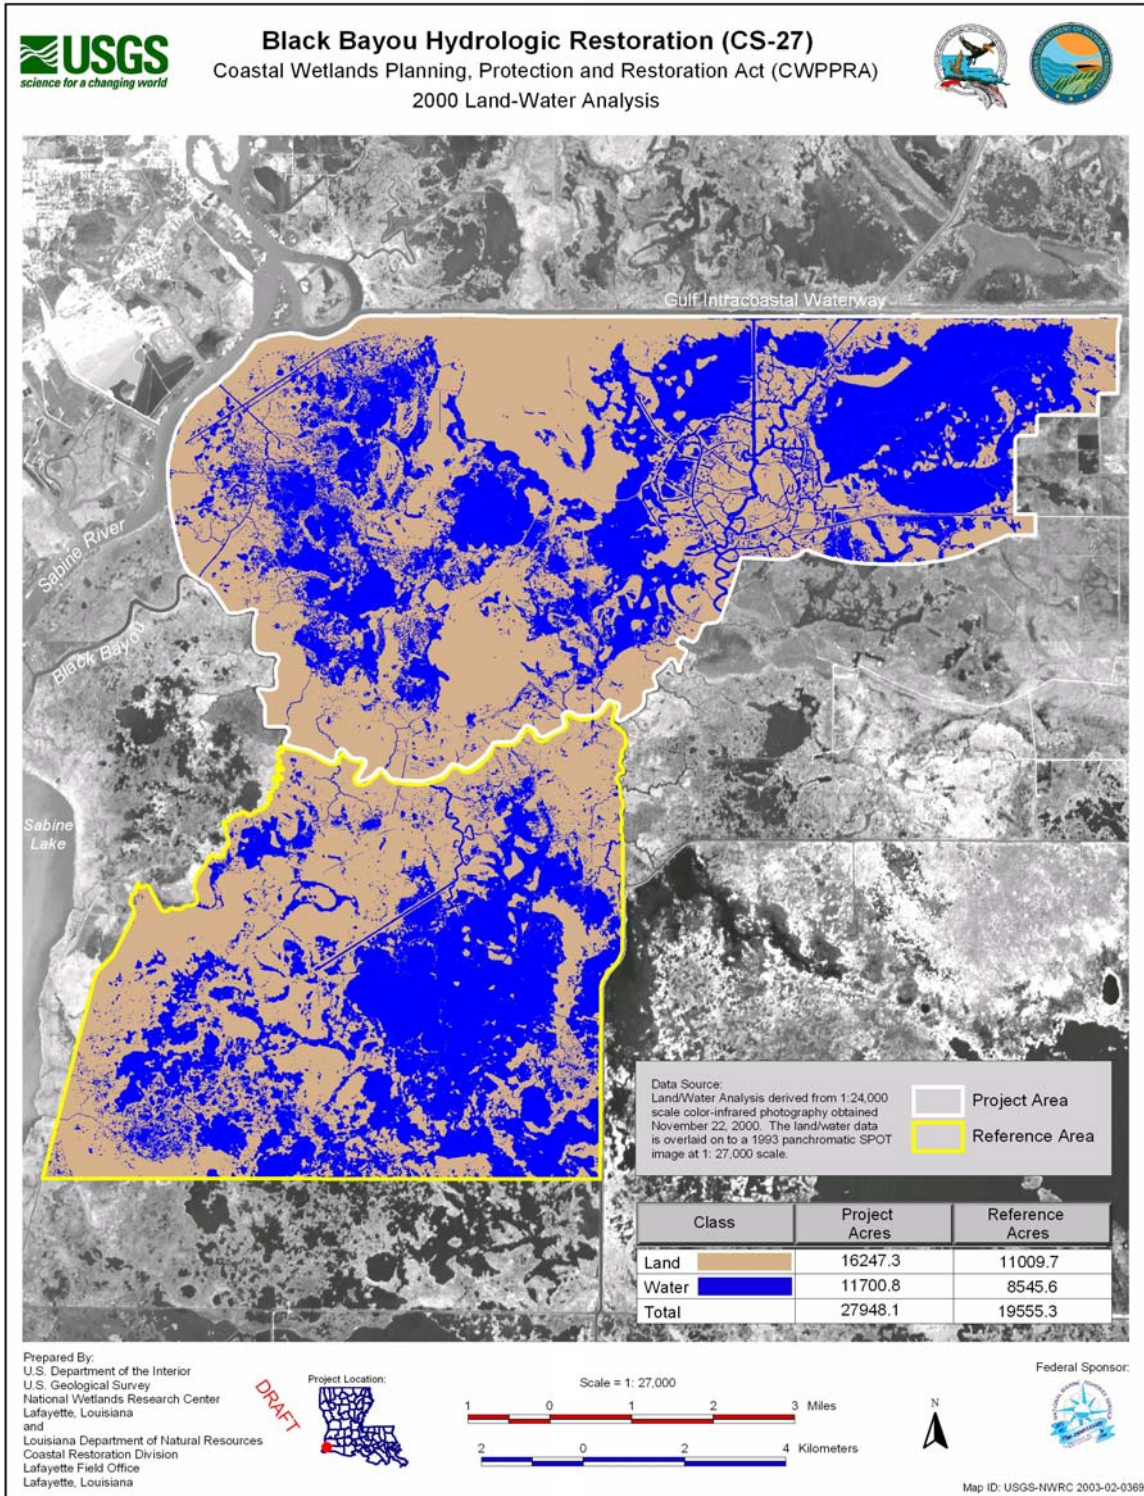 USGS
science for a changing world
Black Bayou Hydrologic Restoration (CS-27)
Coastal Wetlands Planning, Protection and Restoration Act (CWPPRA)
2000 Land-Water Analysis
Gulf Intracoastal Waterway
Sabine River
Black Bayou
Sabine
Lake
Data Source:
Land/Water Analysis derived from 1:24,000
scale color-infrared photography obtained
November 22, 2000. The land/water data
is overlaid on to a 1993 panchromatic SPOT
image at 1: 27,000 scale.
Project Area
Reference Area
Class Project Acres Reference Acres
Land 16247.3 11009.7
Water 11700.8 8545.6
Total 27948.1 19555.3
Prepared By:
U.S. Department of the Interior
U.S. Geological Survey
National Wetlands Research Center
Lafayette, Louisiana
and
Louisiana Department of Natural Resources
Coastal Restoration Division
Lafayette Field Office
Lafayette, Louisiana
DRAFT
Project Location:
Scale = 1: 27,000
1 0 1 2 3 Miles
2 0 2 4 Kilometers
N
Federal Sponsor:
Map ID: USGS-NWRC 2003-02-0369